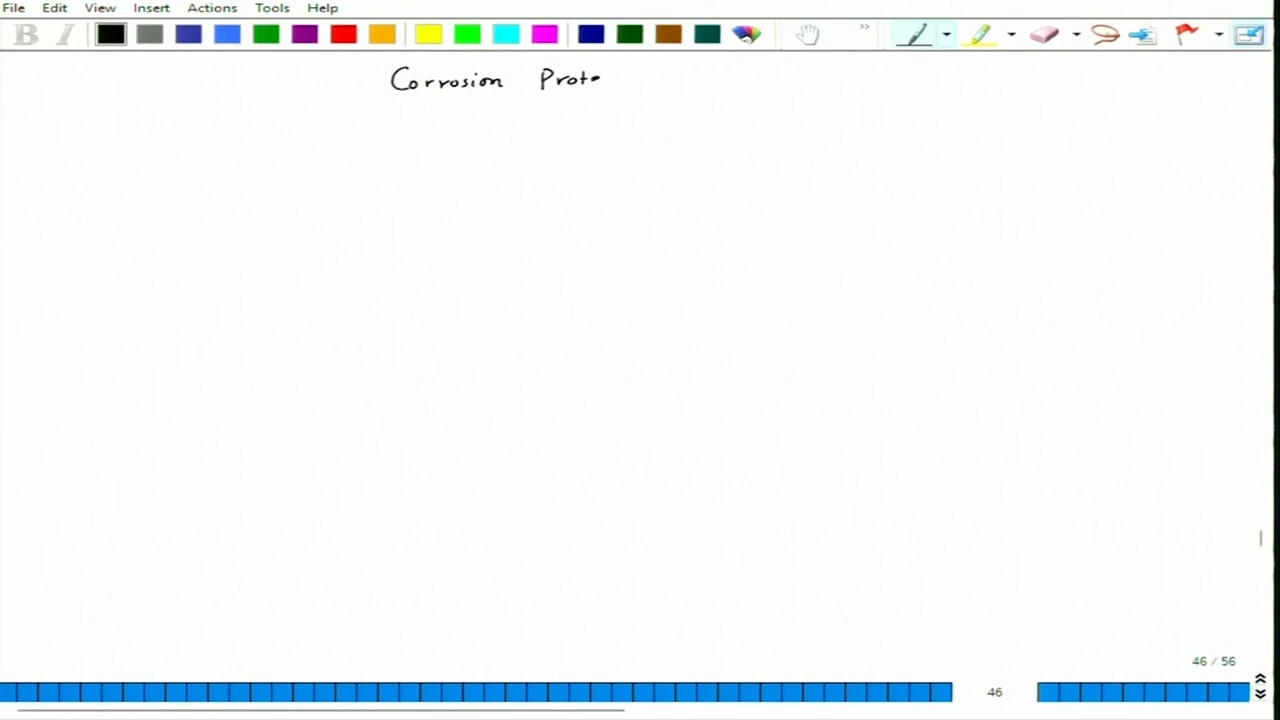 File Edit View Insert Actions Tools Help
B I
Corrosion Prote
46 / 56
46